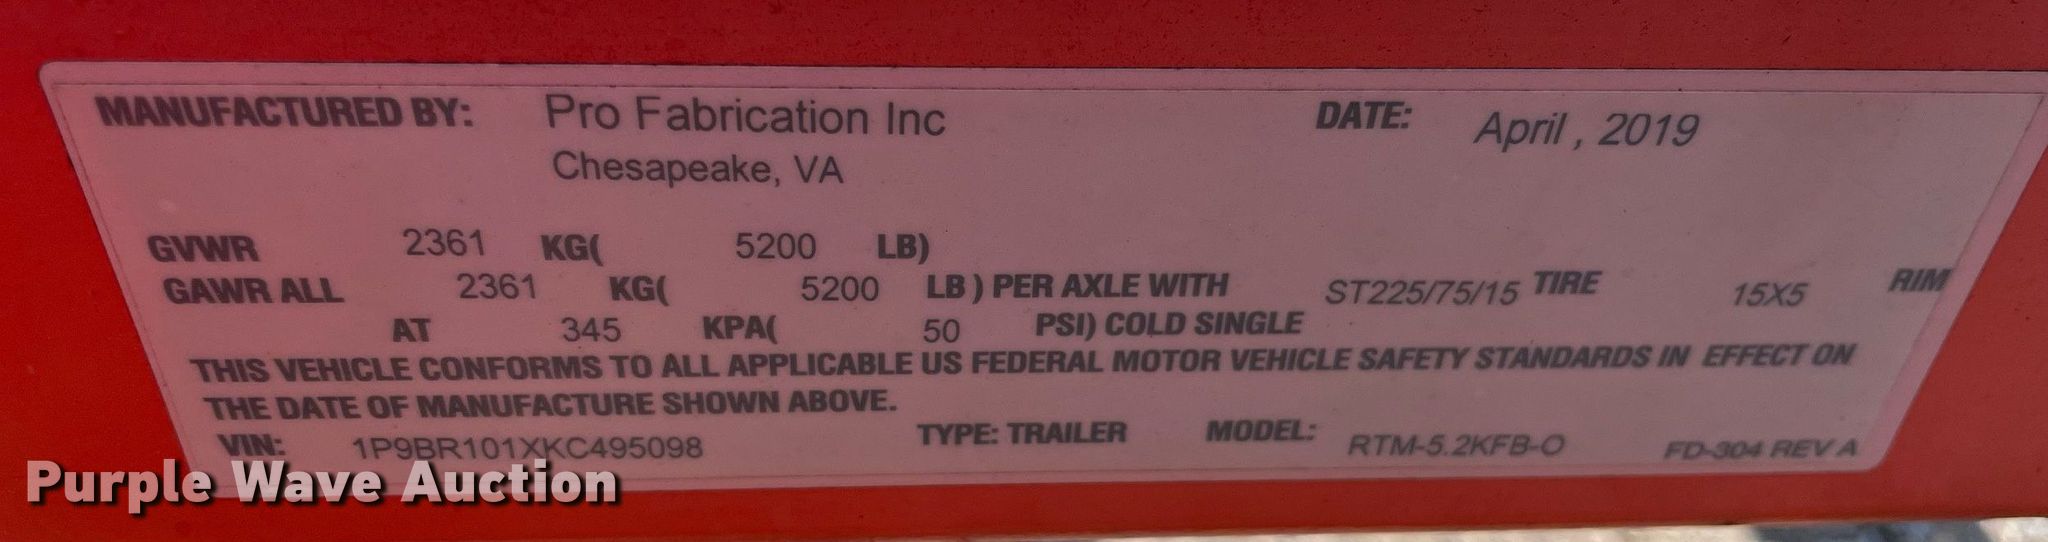 MANUFACTURED BY: Pro Fabrication Inc DATE: April , 2019
Chesapeake, VA
GVWR 2361 KG( 5200 LB)
GAWR ALL 2361 KG( 5200 LB ) PER AXLE WITH ST225/75/15 TIRE 15X5 RIM
AT 345 KPA( 50 PSI) COLD SINGLE
THIS VEHICLE CONFORMS TO ALL APPLICABLE US FEDERAL MOTOR VEHICLE SAFETY STANDARDS IN EFFECT ON
THE DATE OF MANUFACTURE SHOWN ABOVE.
VIN: 1P9BR101XKC495098 TYPE: TRAILER MODEL: RTM-5.2KFB-O FD-304 REV A
Purple Wave Auction